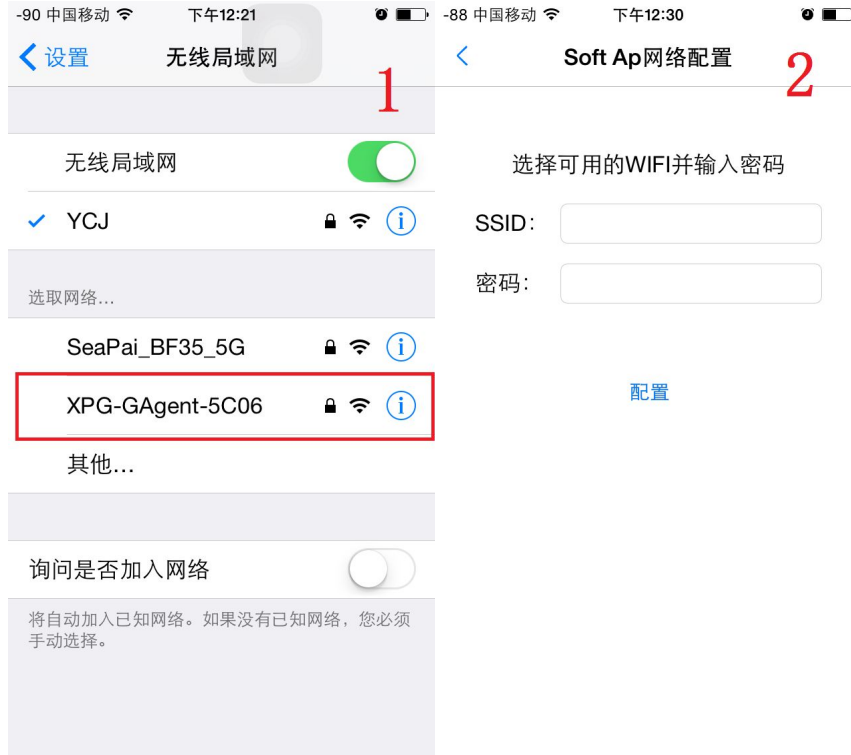 -90 中国移动 下午12:21
设置 无线局域网
1
无线局域网
YCJ
选取网络...
SeaPai_BF35_5G
XPG-GAgent-5C06
其他...
询问是否加入网络
将自动加入已知网络。如果没有已知网络，您必须
手动选择。
-88 中国移动 下午12:30
Soft Ap网络配置
2
选择可用的WIFI并输入密码
SSID：
密码：
配置